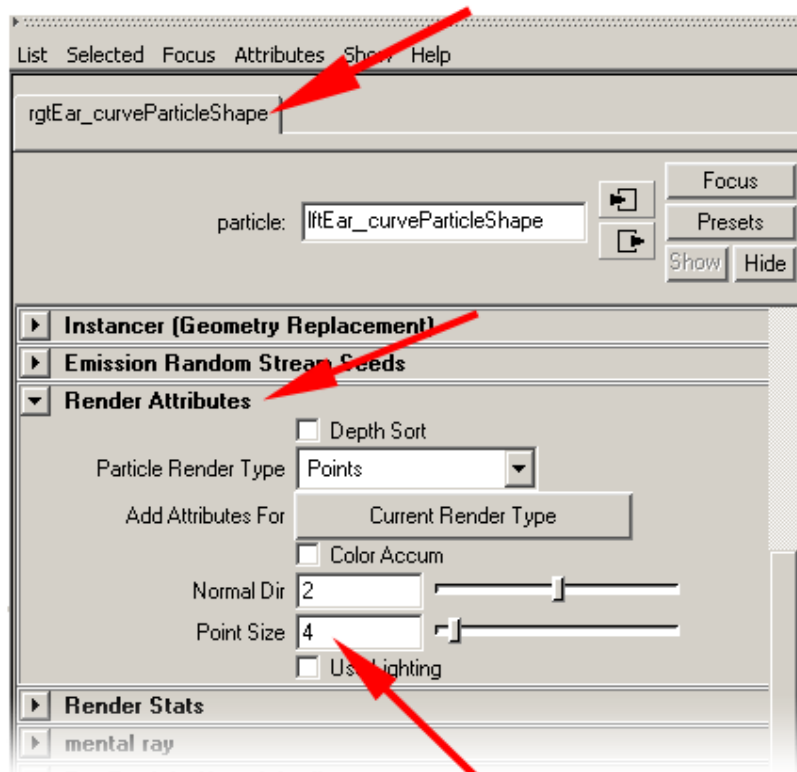 List Selected Focus Attributes Show Help
rgtEar_curveParticleShape
Focus
particle: lftEar_curveParticleShape
Presets
Show Hide
Instancer (Geometry Replacement)
Emission Random Stream Seeds
Render Attributes
Depth Sort
Particle Render Type Points
Add Attributes For Current Render Type
Color Accum
Normal Dir 2
Point Size 4
Use Lighting
Render Stats
mental ray